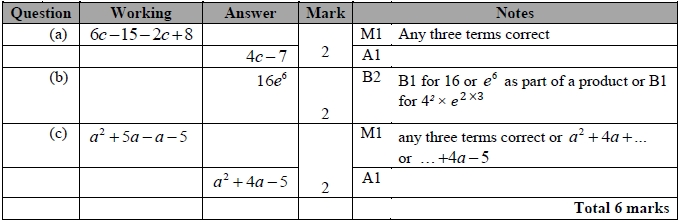 Question Working Answer Mark Notes
(a) 6c−15−2c+8 M1 Any three terms correct
4c−7 2 A1
(b) 16e⁶ B2 B1 for 16 or e⁶ as part of a product or B1
for 4² × e²ˣ³
2
(c) a² + 5a − a − 5 M1 any three terms correct or a² + 4a + ...
or ... +4a − 5
a² + 4a − 5 2 A1
Total 6 marks